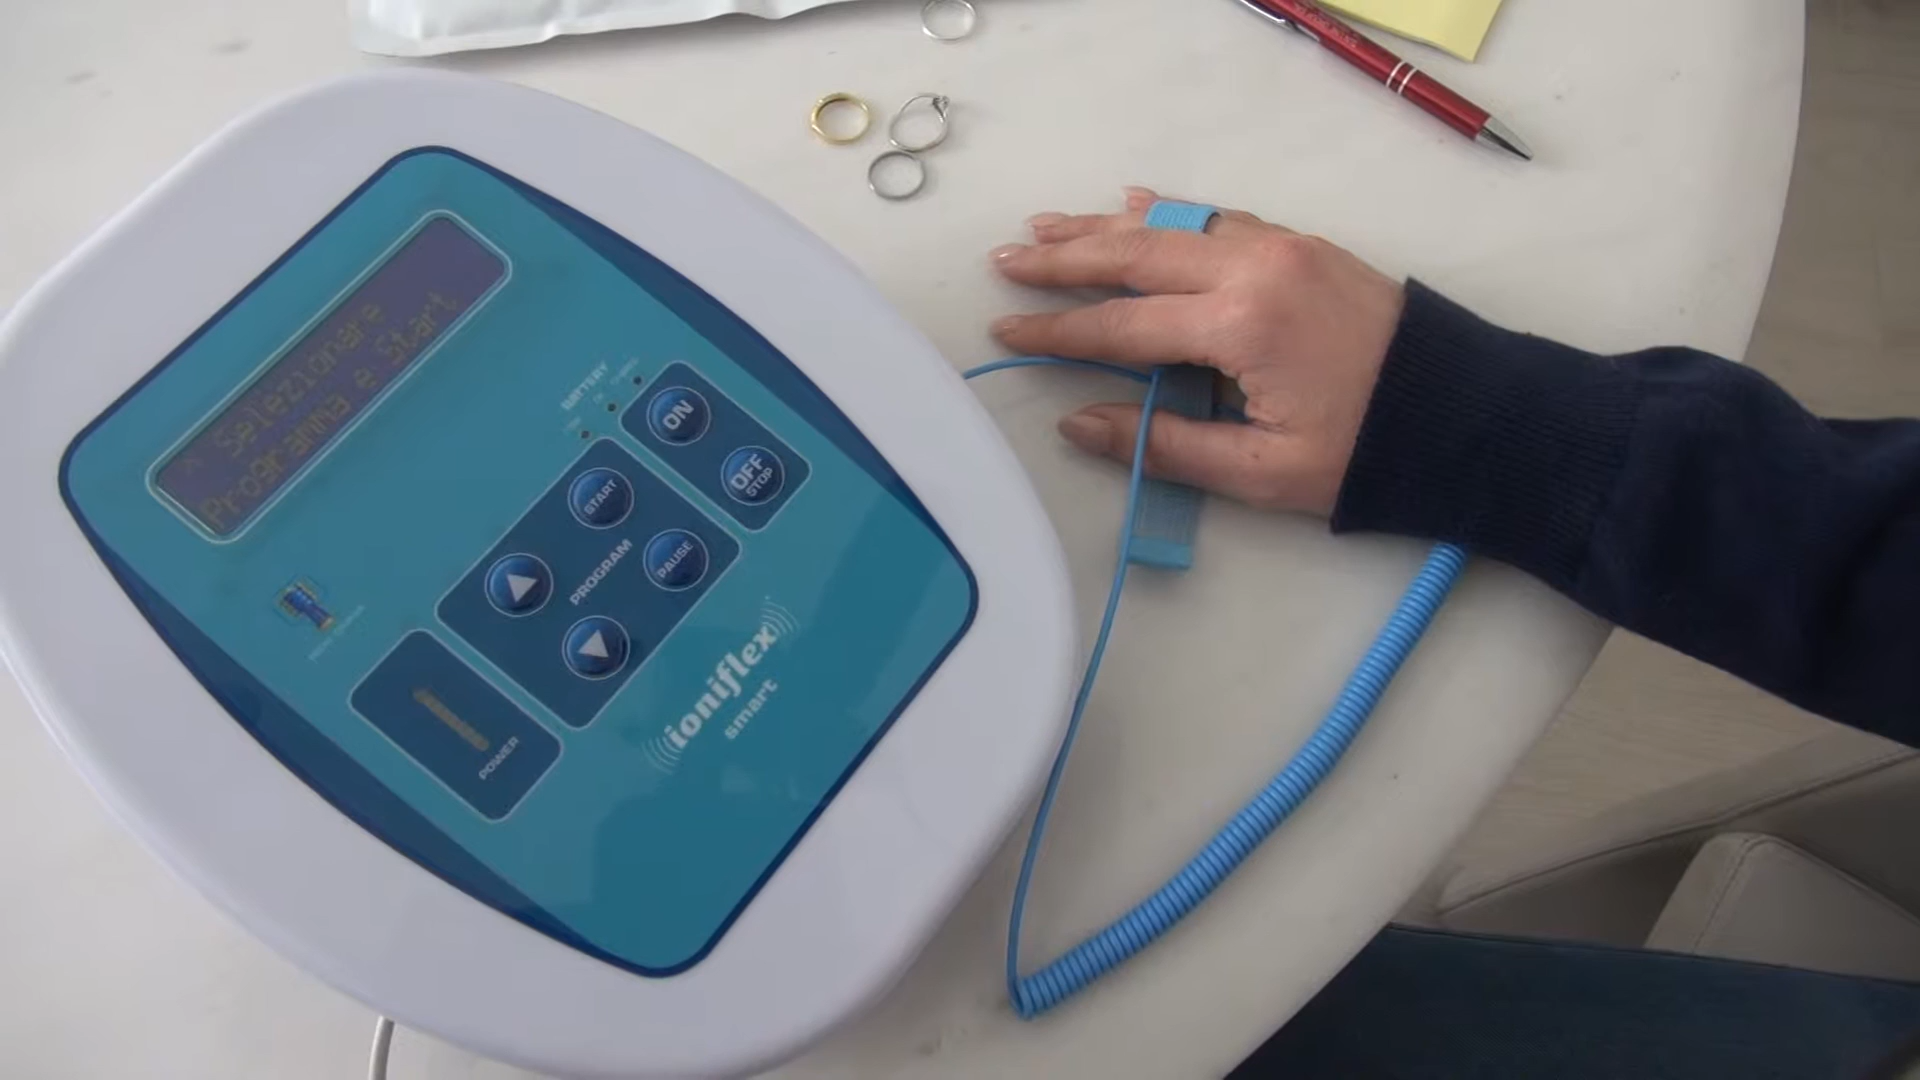 ^ Selezionare
Programma e Start
BATTERY
ON
OFF
STOP
START
PROGRAM
PAUSE
POWER
ioniflex
smart